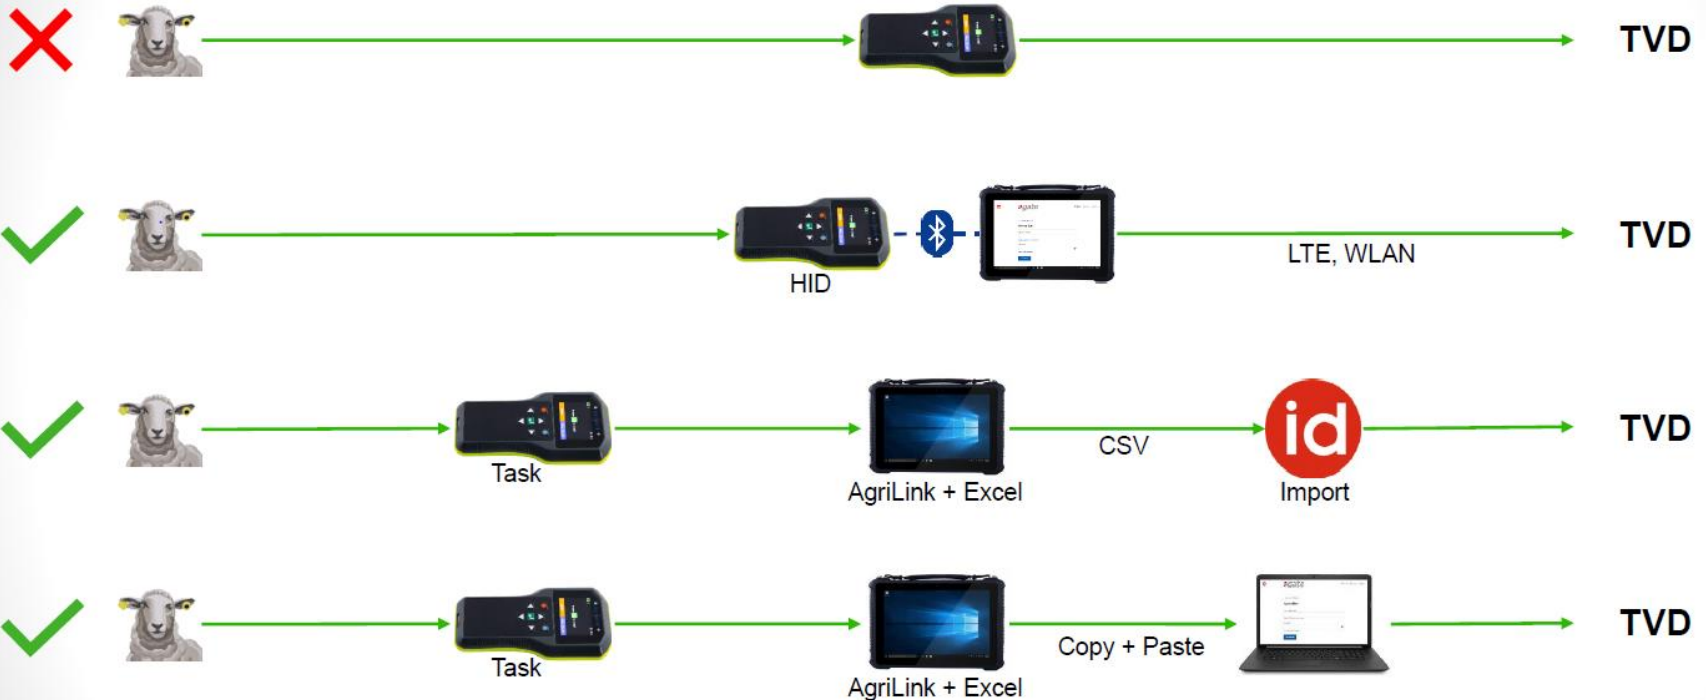 TVD
HID
LTE, WLAN
TVD
Task
AgriLink + Excel
CSV
id
Import
TVD
Task
AgriLink + Excel
Copy + Paste
TVD